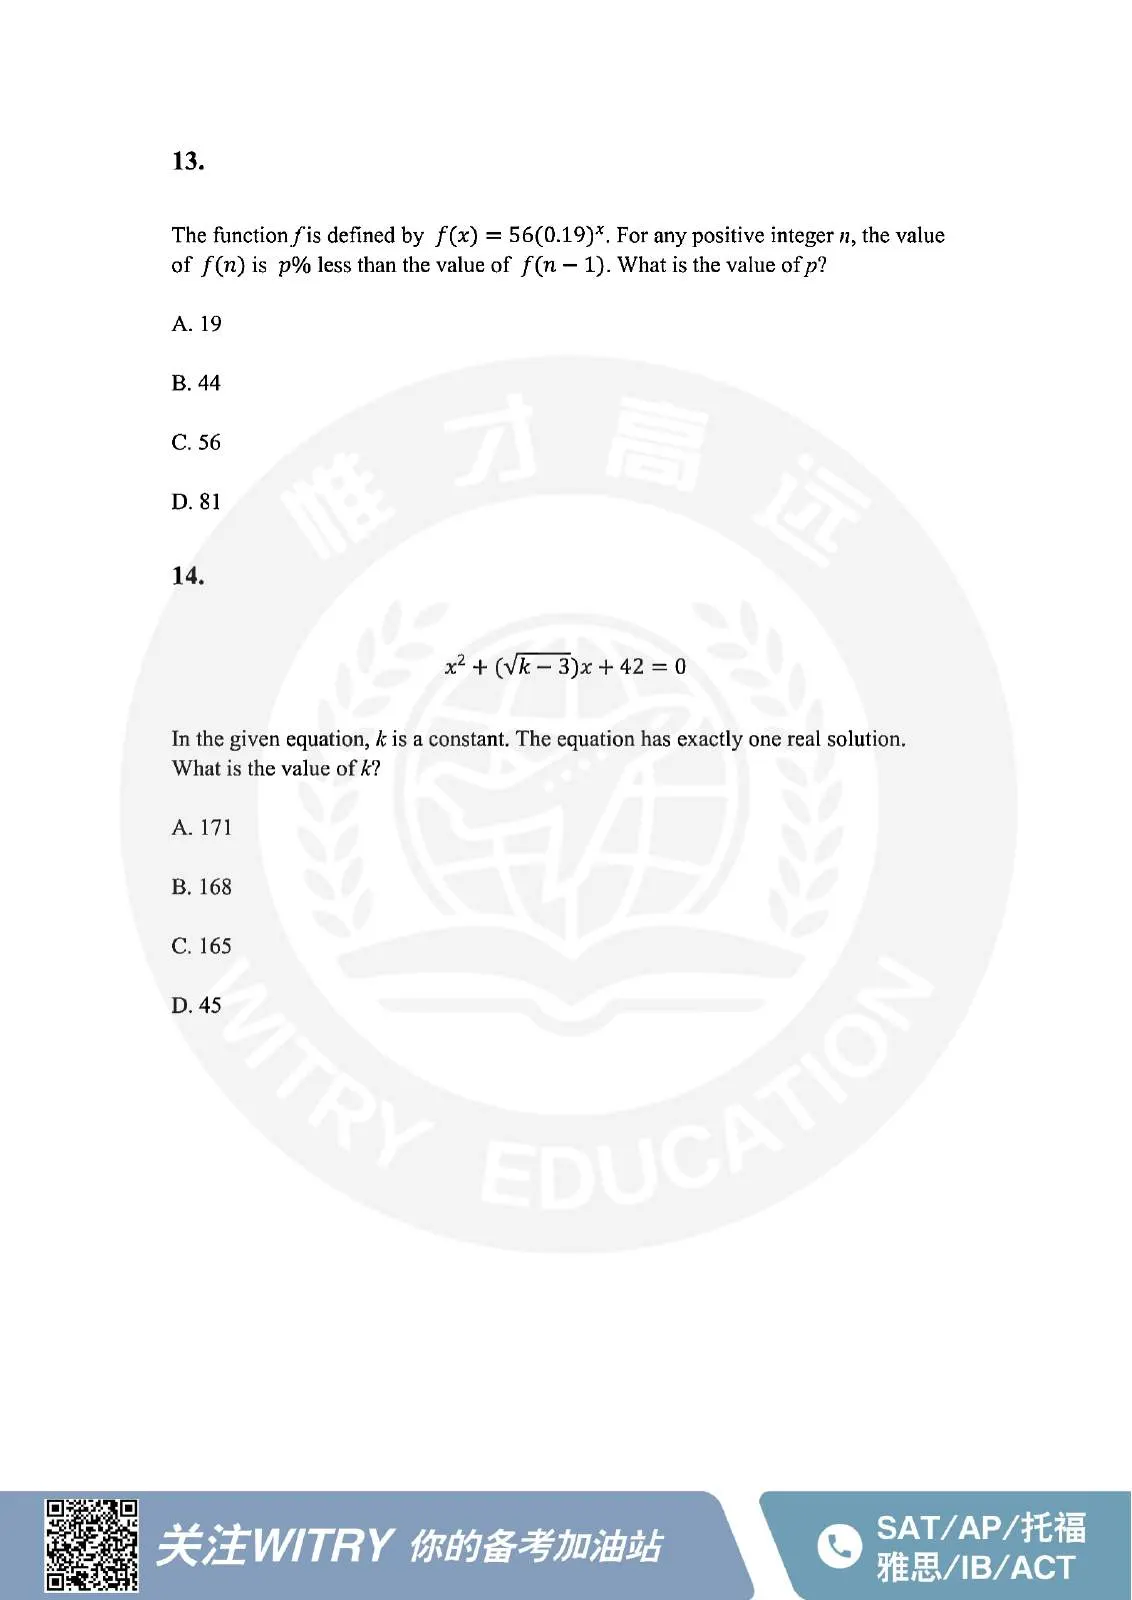 13.
The function f is defined by f(x) = 56(0.19)ˣ. For any positive integer n, the value
of f(n) is p% less than the value of f(n − 1). What is the value of p?
A. 19
B. 44
C. 56
D. 81
14.
x² + (√(k − 3))x + 42 = 0
In the given equation, k is a constant. The equation has exactly one real solution.
What is the value of k?
A. 171
B. 168
C. 165
D. 45
惟才高远
WITRY EDUCATION
关注WITRY 你的备考加油站
SAT/AP/托福
雅思/IB/ACT